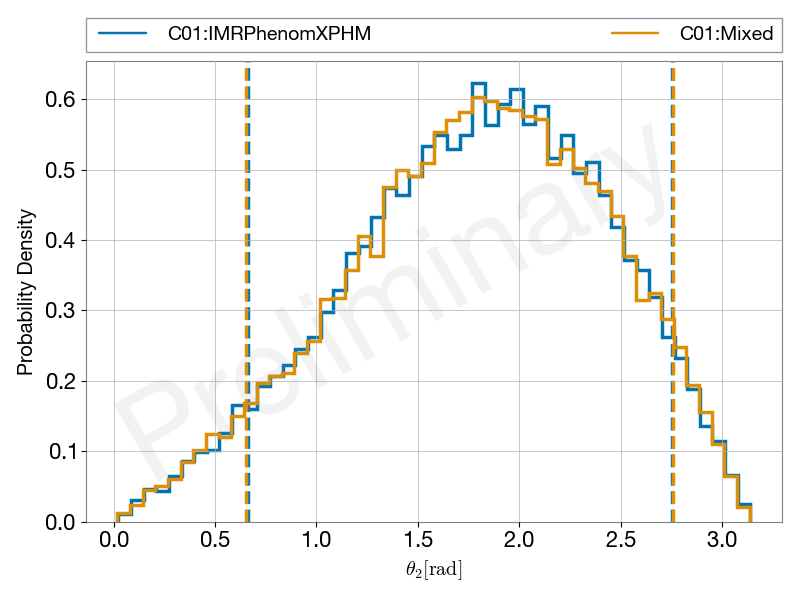 C01:IMRPhenomXPHM C01:Mixed
Preliminary
Probability Density
0.6
0.5
0.4
0.3
0.2
0.1
0.0
0.0 0.5 1.0 1.5 2.0 2.5 3.0
θ₂[rad]